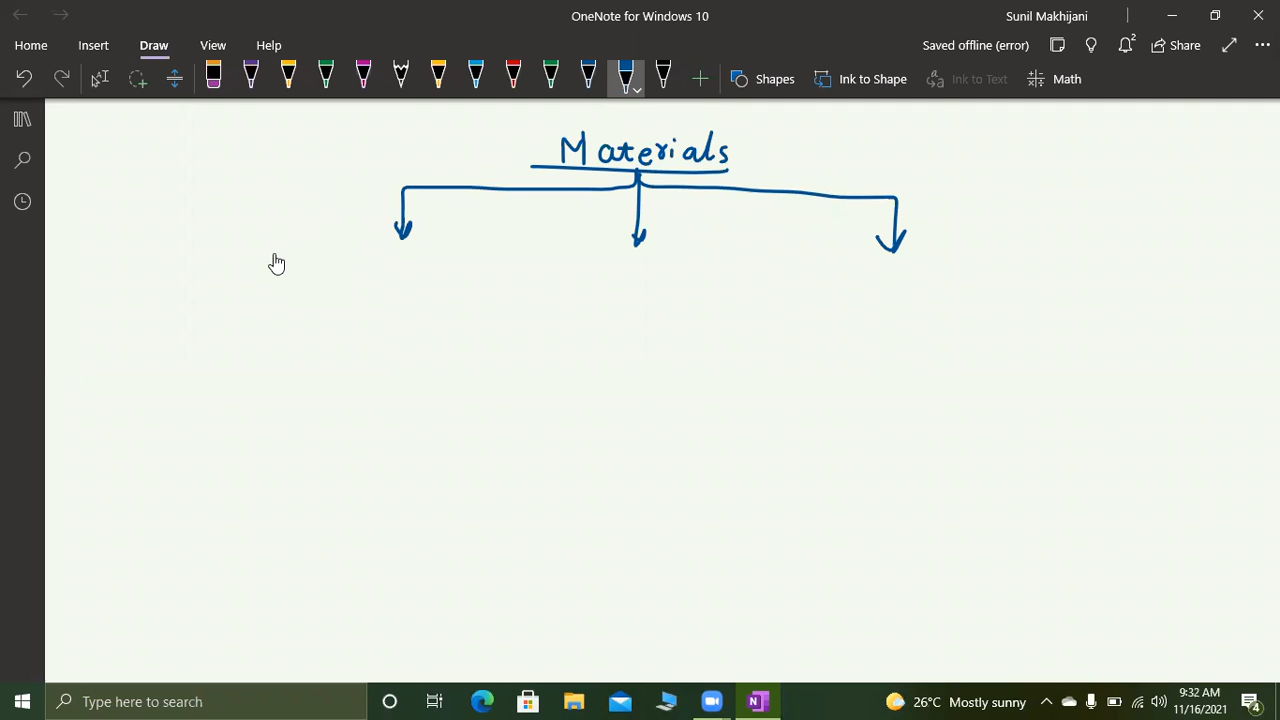 OneNote for Windows 10
Sunil Makhijani
Home Insert Draw View Help
Saved offline (error)
Share
Shapes
Ink to Shape
Ink to Text
Math
Materials
Type here to search
26°C Mostly sunny
9:32 AM
11/16/2021
4